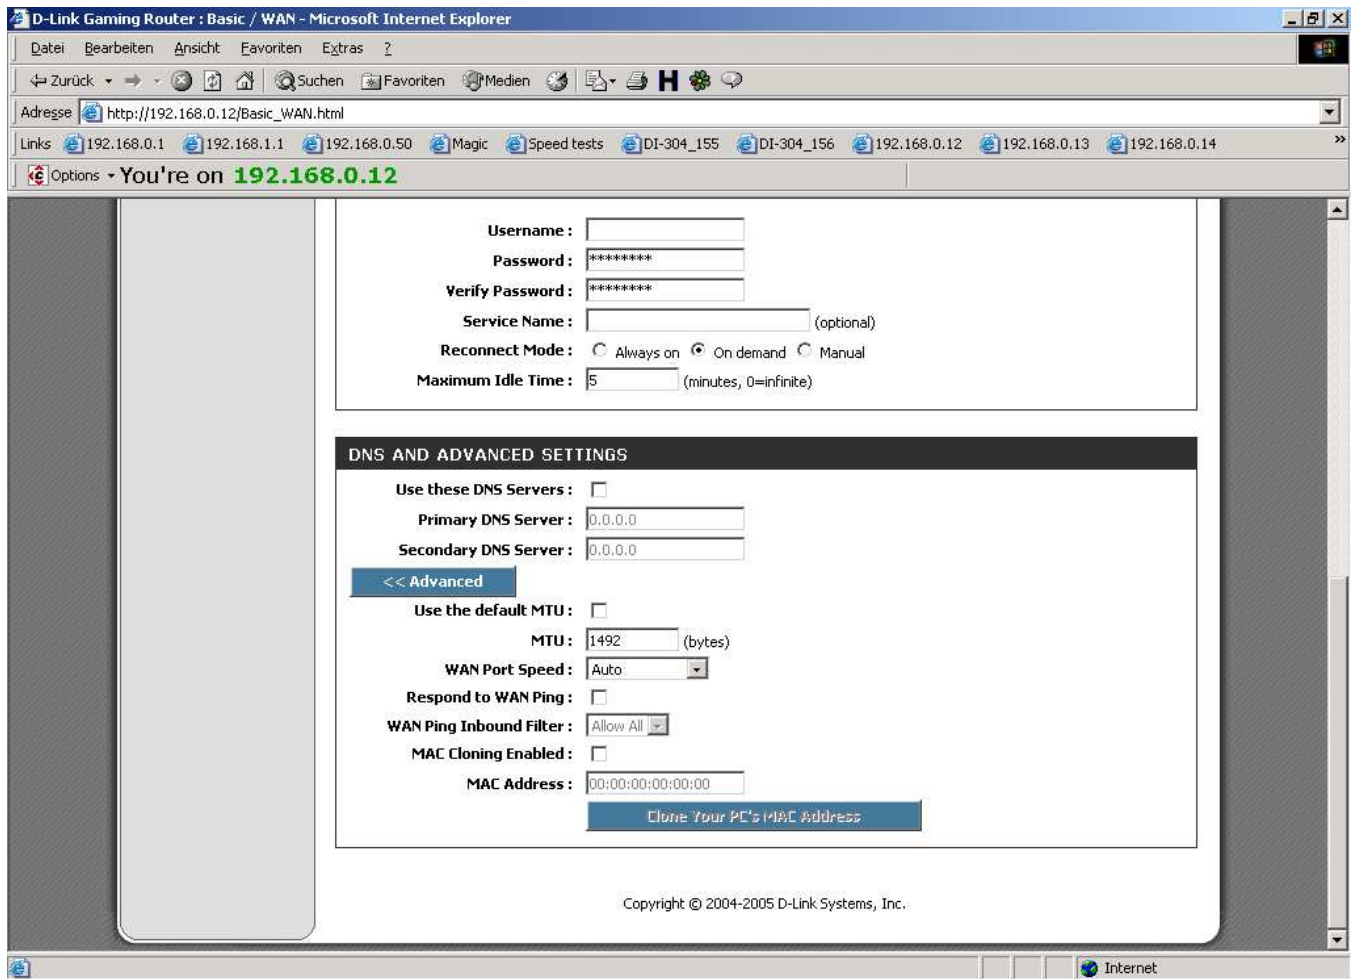 D-Link Gaming Router : Basic / WAN - Microsoft Internet Explorer
Datei Bearbeiten Ansicht Favoriten Extras ?
Zurück Suchen Favoriten Medien H
Adresse http://192.168.0.12/Basic_WAN.html
Links 192.168.0.1 192.168.1.1 192.168.0.50 Magic Speed tests DI-304_155 DI-304_156 192.168.0.12 192.168.0.13 192.168.0.14 »
Options You're on 192.168.0.12
Username :
Password : ********
Verify Password : ********
Service Name : (optional)
Reconnect Mode : Always on On demand Manual
Maximum Idle Time : 5 (minutes, 0=infinite)
DNS AND ADVANCED SETTINGS
Use these DNS Servers :
Primary DNS Server : 0.0.0.0
Secondary DNS Server : 0.0.0.0
<< Advanced
Use the default MTU :
MTU : 1492 (bytes)
WAN Port Speed : Auto
Respond to WAN Ping :
WAN Ping Inbound Filter : Allow All
MAC Cloning Enabled :
MAC Address : 00:00:00:00:00:00
Clone Your PC's MAC Address
Copyright © 2004-2005 D-Link Systems, Inc.
Internet